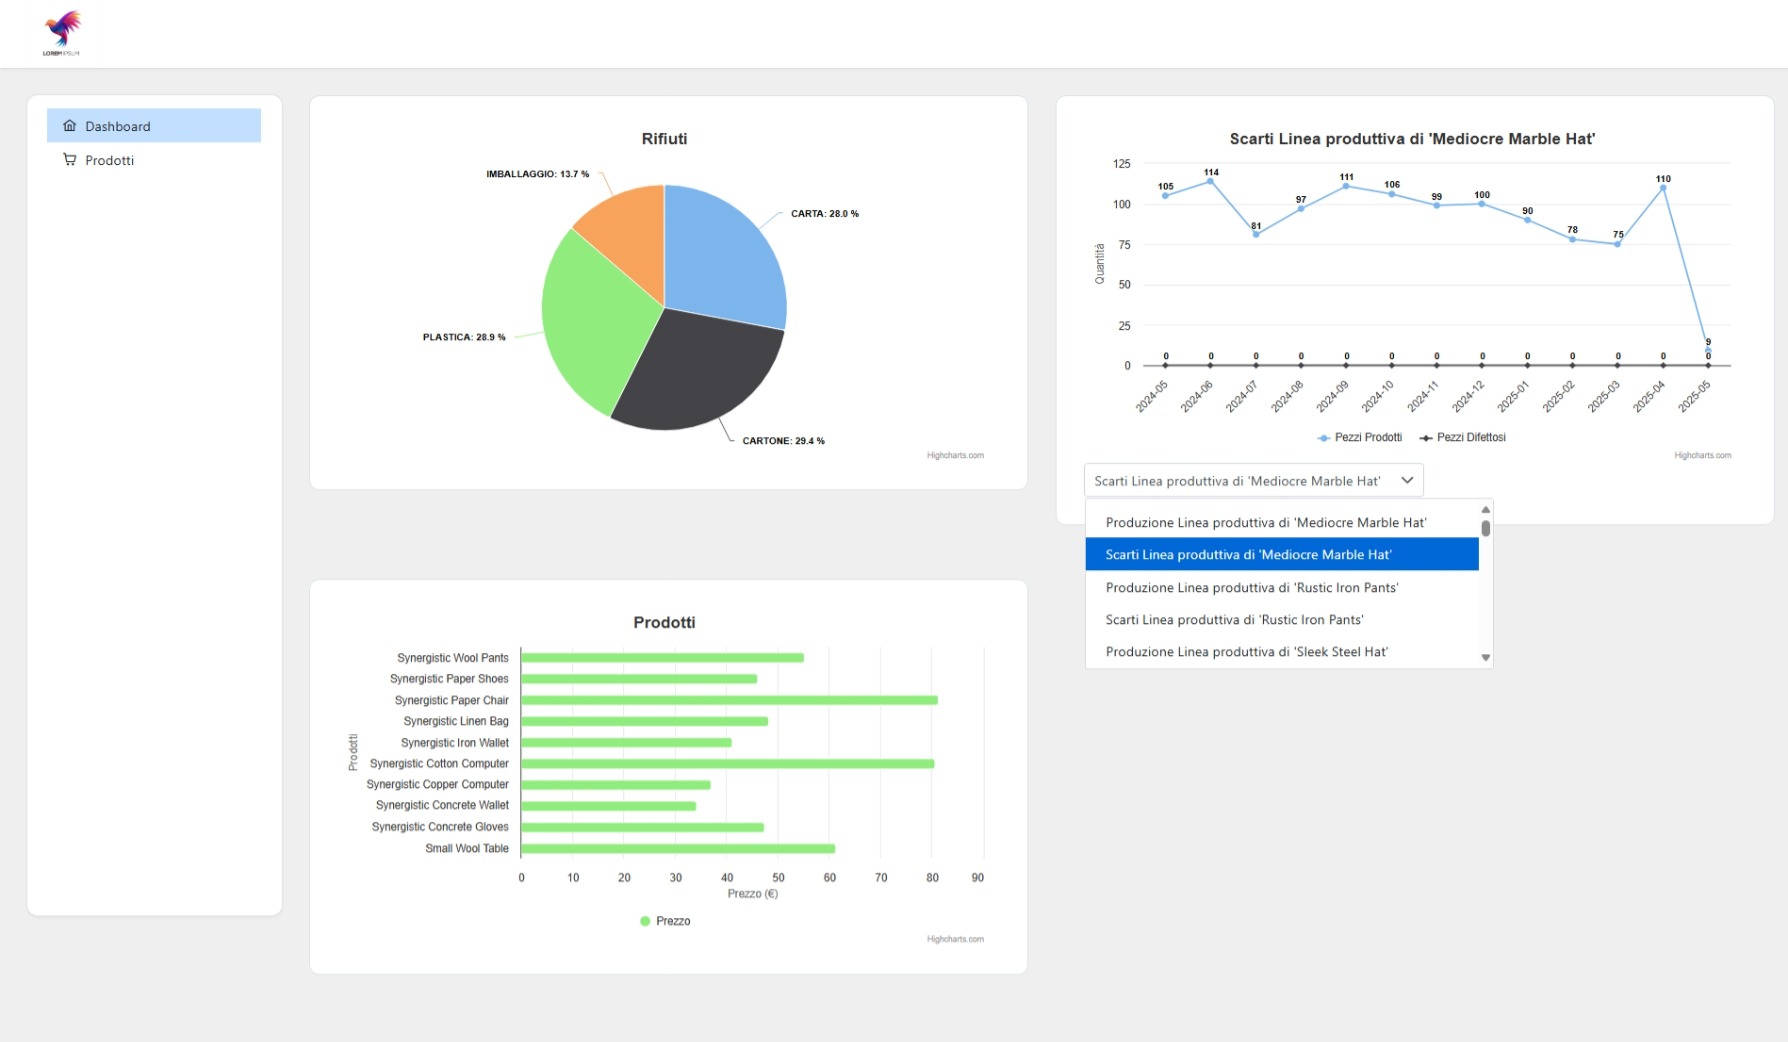 LOREM IPSUM
Dashboard
Prodotti
Rifiuti
IMBALLAGGIO: 13.7 %
CARTA: 28.0 %
PLASTICA: 28.9 %
CARTONE: 29.4 %
Highcharts.com
Scarti Linea produttiva di 'Mediocre Marble Hat'
Quantità
125
100
75
50
25
0
105
114
81
97
111
106
99
100
90
78
75
110
9
0
0
0
0
0
0
0
0
0
0
0
0
0
2024-05
2024-06
2024-07
2024-08
2024-09
2024-10
2024-11
2024-12
2025-01
2025-02
2025-03
2025-04
2025-05
Pezzi Prodotti
Pezzi Difettosi
Highcharts.com
Scarti Linea produttiva di 'Mediocre Marble Hat'
Produzione Linea produttiva di 'Mediocre Marble Hat'
Scarti Linea produttiva di 'Mediocre Marble Hat'
Produzione Linea produttiva di 'Rustic Iron Pants'
Scarti Linea produttiva di 'Rustic Iron Pants'
Produzione Linea produttiva di 'Sleek Steel Hat'
Prodotti
Prodotti
Synergistic Wool Pants
Synergistic Paper Shoes
Synergistic Paper Chair
Synergistic Linen Bag
Synergistic Iron Wallet
Synergistic Cotton Computer
Synergistic Copper Computer
Synergistic Concrete Wallet
Synergistic Concrete Gloves
Small Wool Table
0 10 20 30 40 50 60 70 80 90
Prezzo (€)
Prezzo
Highcharts.com